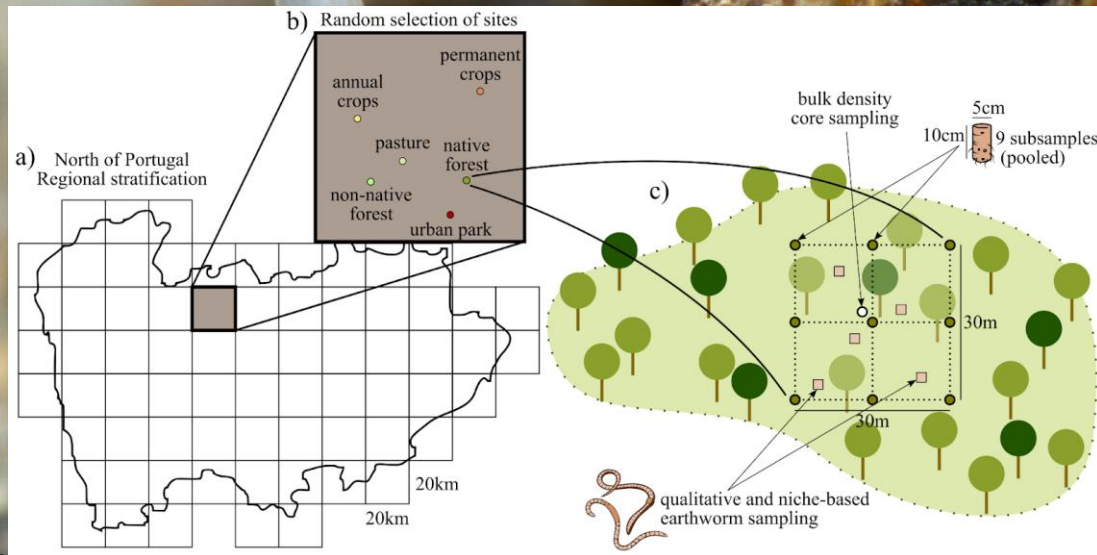 a)
North of Portugal
Regional stratification
20km
20km
b)
Random selection of sites
permanent
crops
annual
crops
pasture
native
forest
non-native
forest
urban park
c)
bulk density
core sampling
5cm
10cm
9 subsamples
(pooled)
30m
30m
qualitative and niche-based
earthworm sampling